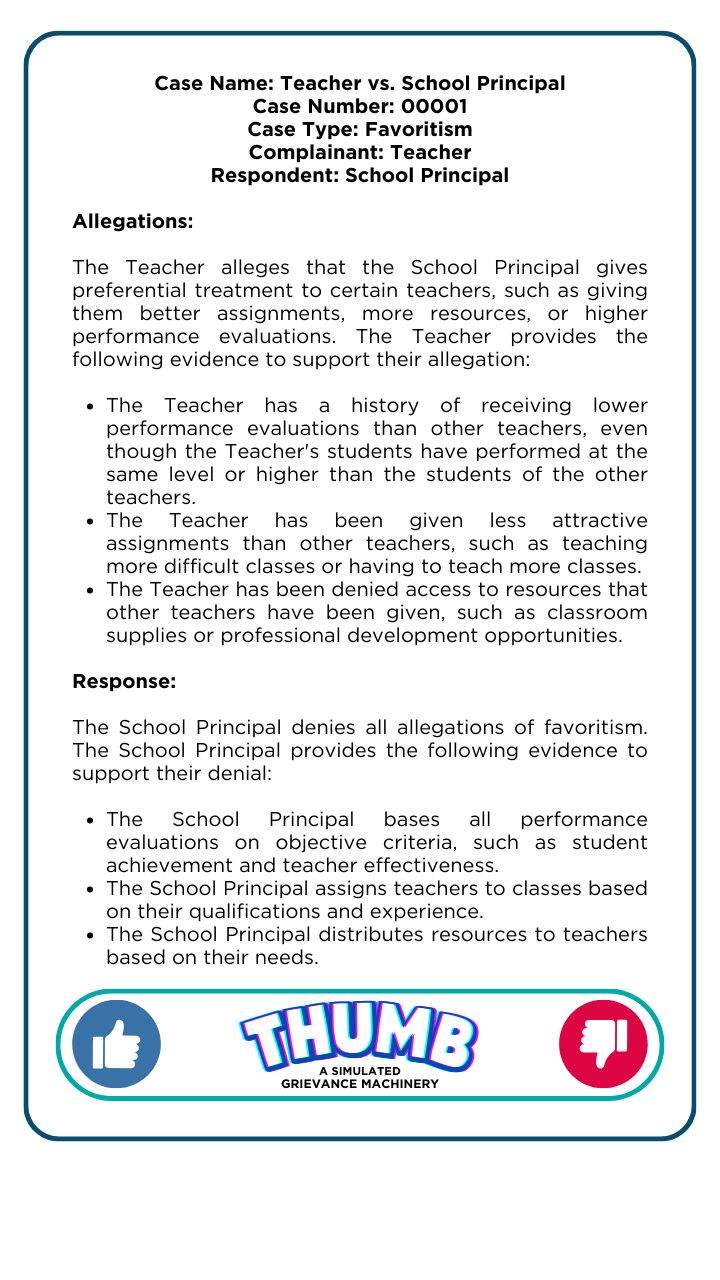 Case Name: Teacher vs. School Principal
Case Number: 00001
Case Type: Favoritism
Complainant: Teacher
Respondent: School Principal
Allegations:
The Teacher alleges that the School Principal gives
preferential treatment to certain teachers, such as giving
them better assignments, more resources, or higher
performance evaluations. The Teacher provides the
following evidence to support their allegation:
• The Teacher has a history of receiving lower
performance evaluations than other teachers, even
though the Teacher's students have performed at the
same level or higher than the students of the other
teachers.
• The Teacher has been given less attractive
assignments than other teachers, such as teaching
more difficult classes or having to teach more classes.
• The Teacher has been denied access to resources that
other teachers have been given, such as classroom
supplies or professional development opportunities.
Response:
The School Principal denies all allegations of favoritism.
The School Principal provides the following evidence to
support their denial:
• The School Principal bases all performance
evaluations on objective criteria, such as student
achievement and teacher effectiveness.
• The School Principal assigns teachers to classes based
on their qualifications and experience.
• The School Principal distributes resources to teachers
based on their needs.
THUMB
A SIMULATED
GRIEVANCE MACHINERY